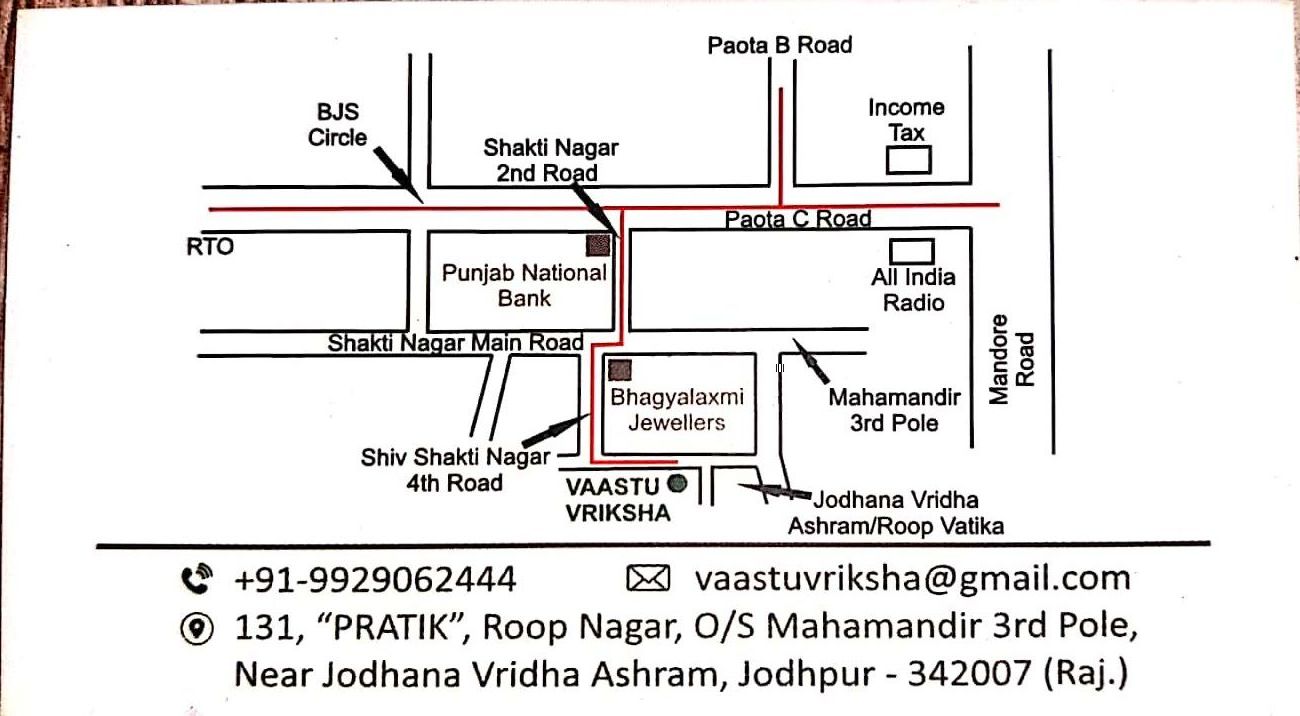 Paota B Road
BJS
Circle
Income
Tax
Shakti Nagar
2nd Road
Paota C Road
RTO
Punjab National
Bank
All India
Radio
Shakti Nagar Main Road
Mandore
Road
Bhagyalaxmi
Jewellers
Mahamandir
3rd Pole
Shiv Shakti Nagar
4th Road
VAASTU
VRIKSHA
Jodhana Vridha
Ashram/Roop Vatika
+91-9929062444
vaastuvriksha@gmail.com
131, “PRATIK”, Roop Nagar, O/S Mahamandir 3rd Pole,
Near Jodhana Vridha Ashram, Jodhpur - 342007 (Raj.)